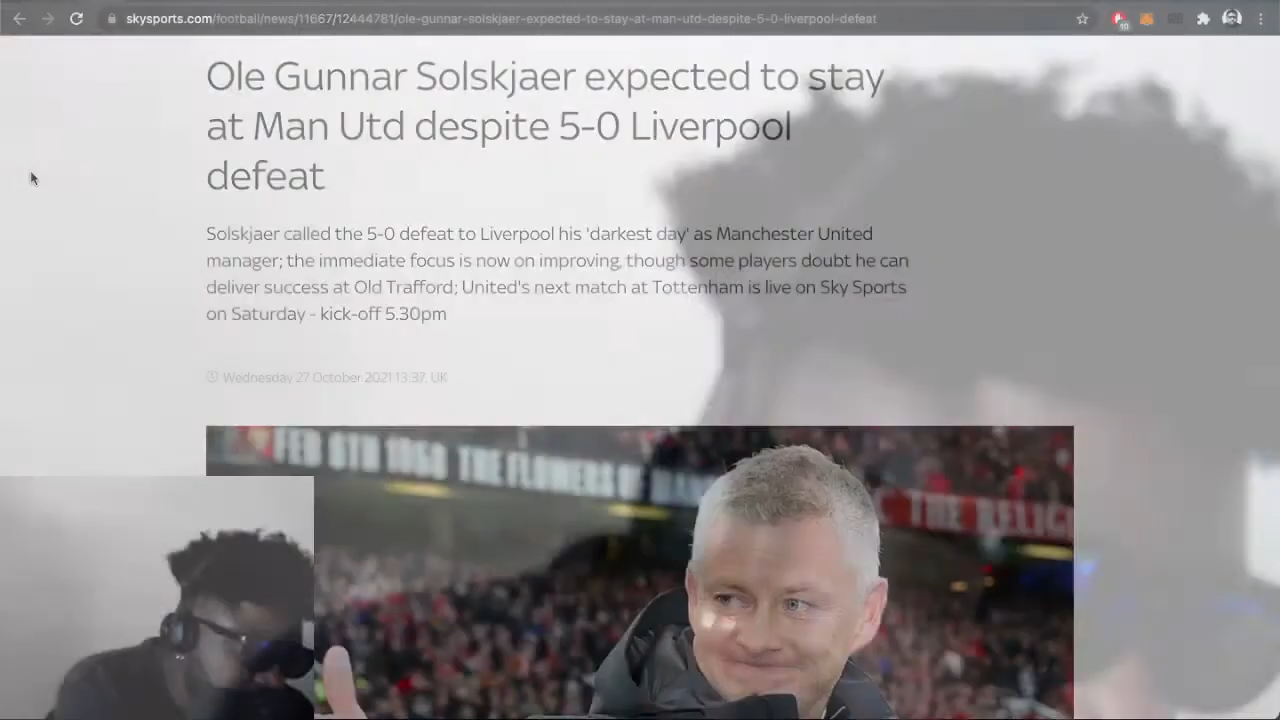 skysports.com/football/news/11667/12444781/ole-gunnar-solskjaer-expected-to-stay-at-man-utd-despite-5-0-liverpool-defeat
10
Ole Gunnar Solskjaer expected to stay
at Man Utd despite 5-0 Liverpool
defeat
Solskjaer called the 5-0 defeat to Liverpool his 'darkest day' as Manchester United
manager; the immediate focus is now on improving, though some players doubt he can
deliver success at Old Trafford; United's next match at Tottenham is live on Sky Sports
on Saturday - kick-off 5.30pm
Wednesday 27 October 2021 13:37, UK
FEB 6TH 1958 THE FLOWERS OF
THE RELIG